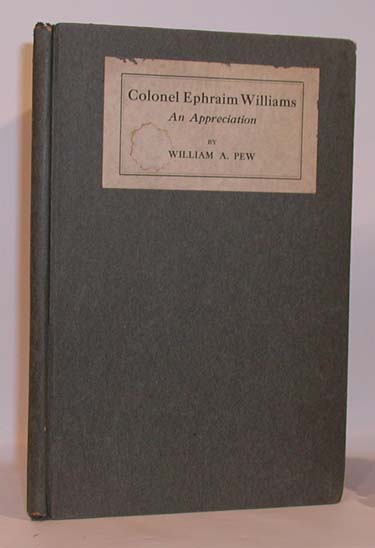 Colonel Ephraim Williams
An Appreciation
BY
WILLIAM A. PEW